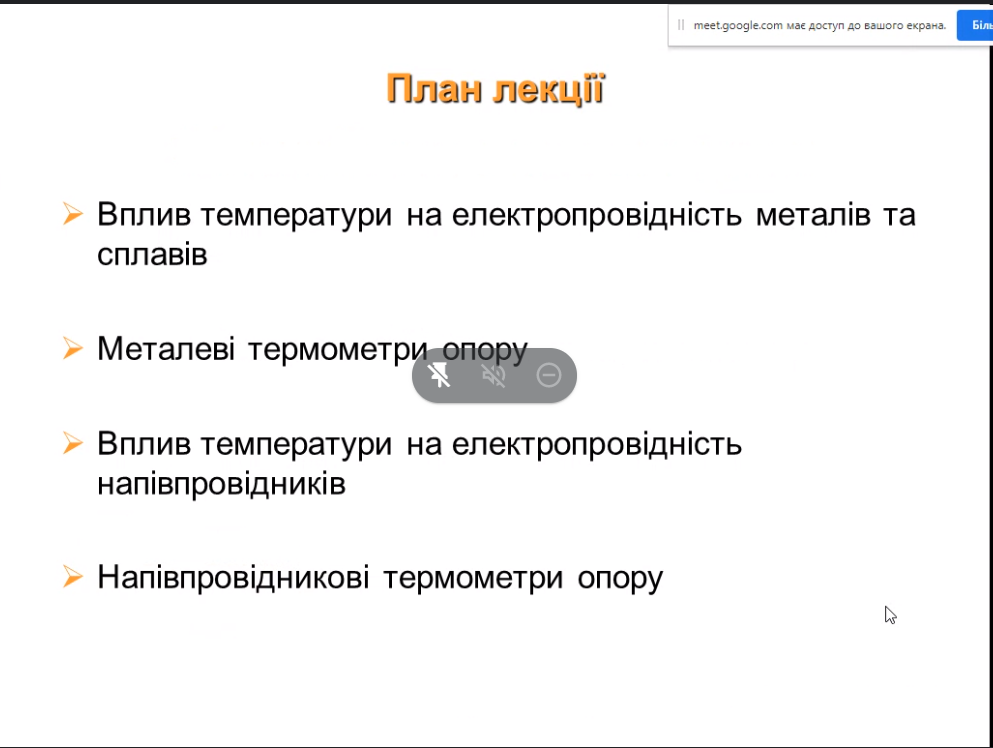 meet.google.com має доступ до вашого екрана.
План лекції
Вплив температури на електропровідність металів та
сплавів
Металеві термометри опору
Вплив температури на електропровідність
напівпровідників
Напівпровідникові термометри опору